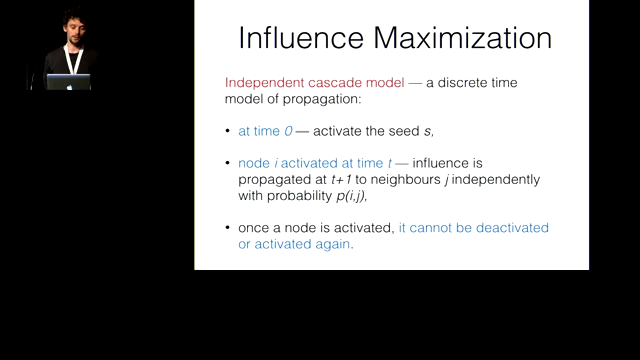 Influence Maximization
Independent cascade model — a discrete time
model of propagation:
• at time 0 — activate the seed s,
• node i activated at time t — influence is
propagated at t+1 to neighbours j independently
with probability p(i,j),
• once a node is activated, it cannot be deactivated
or activated again.